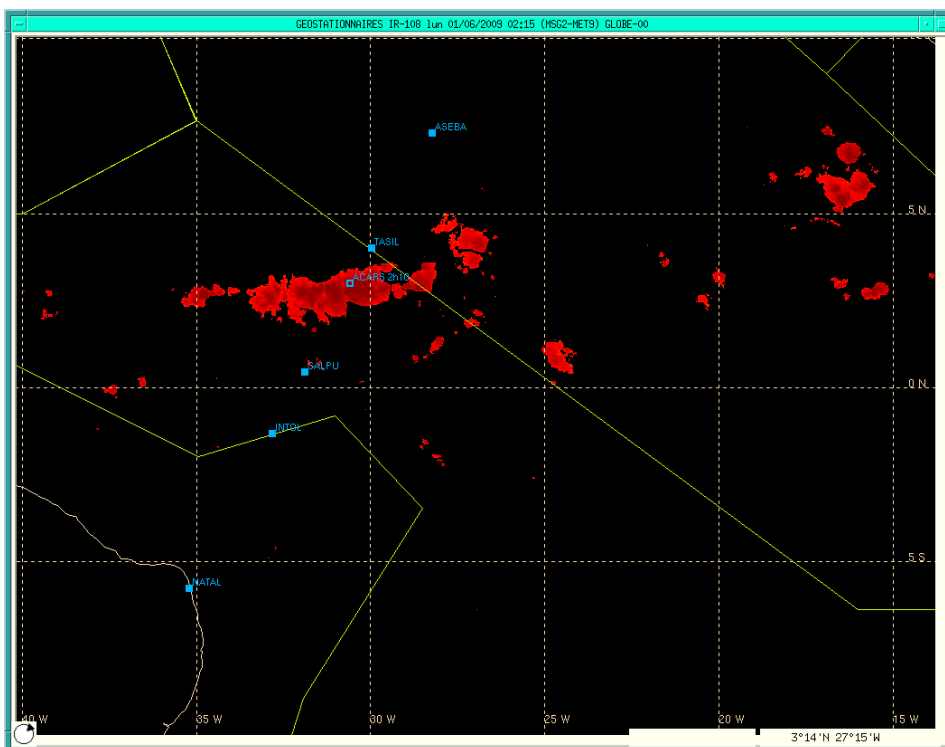 GEOSTATIONNAIRES IR-108 lun 01/06/2009 02:15 (MSG2-MET9) GLOBE-00
ASEBA
5 N
TASIL
ACARS 2h10
SALPU
0 N
INTOL
5 S
NATAL
40 W 35 W 30 W 25 W 20 W 15 W
3°14'N 27°15'W